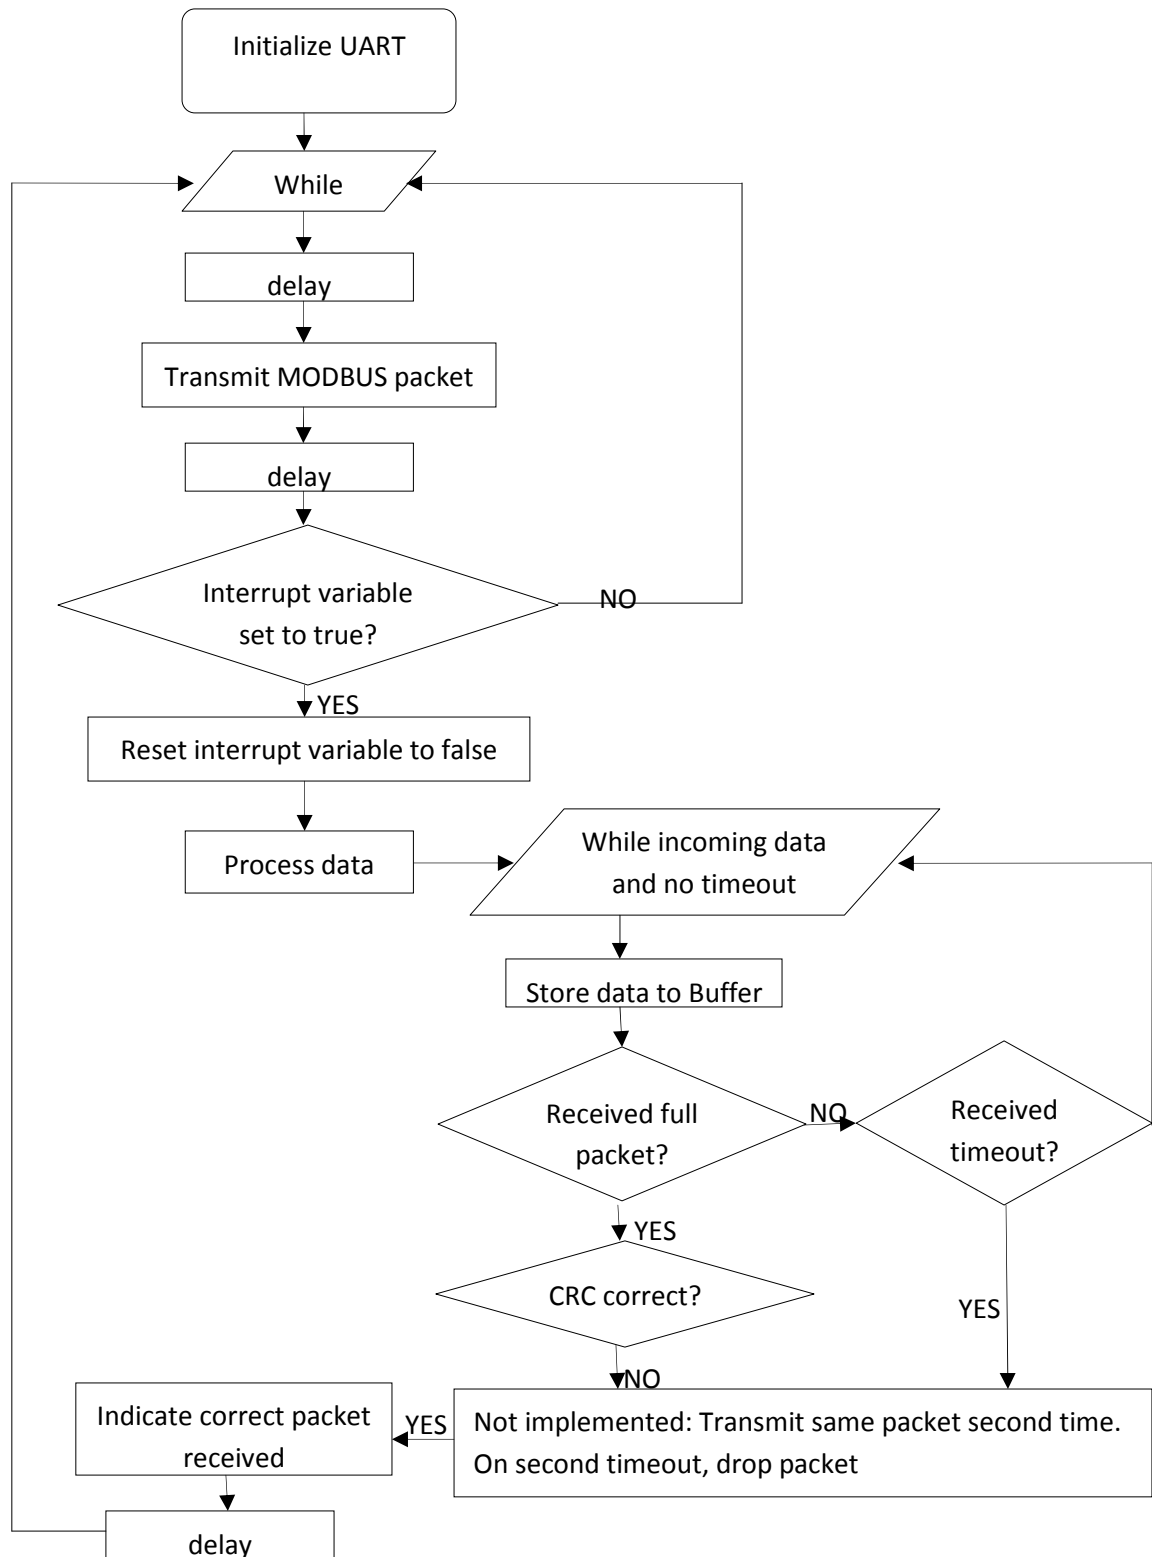 Initialize UART
While
delay
Transmit MODBUS packet
delay
Interrupt variable
set to true?
NO
YES
Reset interrupt variable to false
Process data
While incoming data
and no timeout
Store data to Buffer
Received full
packet?
NO
Received
timeout?
YES
CRC correct?
YES
NO
Indicate correct packet
received
YES
Not implemented: Transmit same packet second time.
On second timeout, drop packet
delay